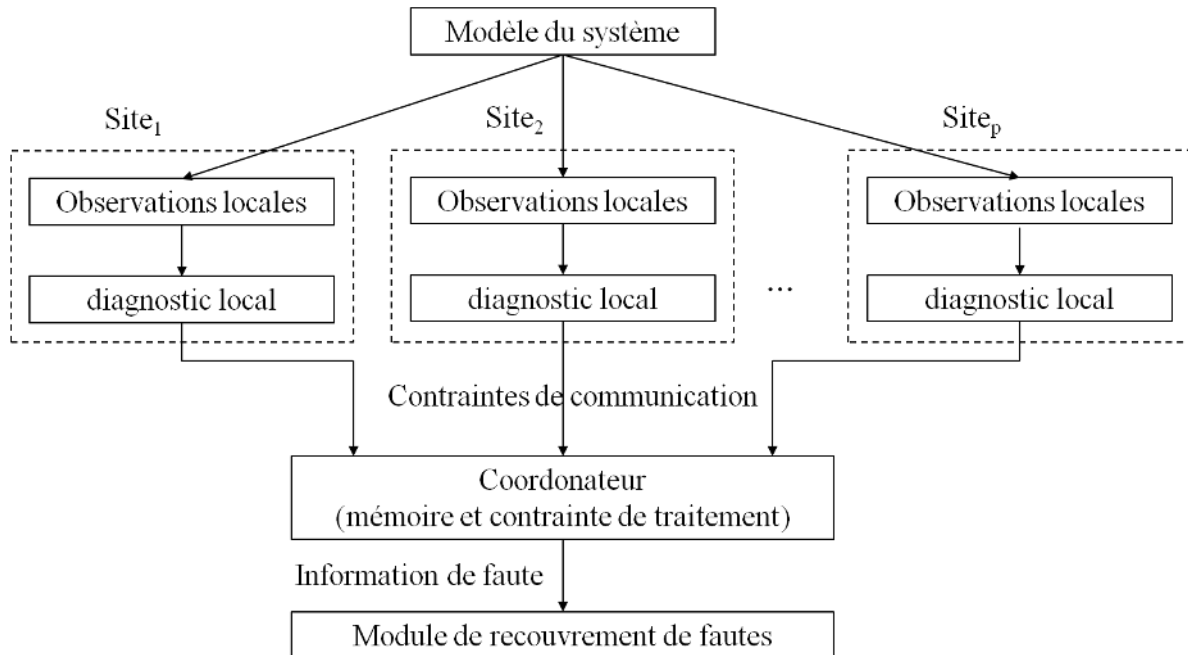 Modèle du système
Site1
Site2
Sitep
Observations locales
Observations locales
Observations locales
diagnostic local
diagnostic local
...
diagnostic local
Contraintes de communication
Coordonateur
(mémoire et contrainte de traitement)
Information de faute
Module de recouvrement de fautes